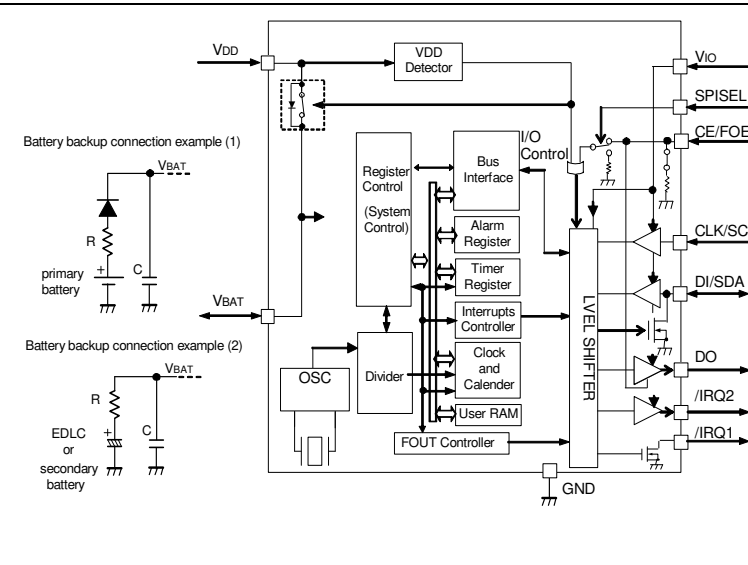 VDD
VDD
Detector
VIO
SPISEL
CE/FOE
I/O
Control
Battery backup connection example (1)
VBAT
R
+
C
primary
battery
Register
Control
(System
Control)
Bus
Interface
Alarm
Register
Timer
Register
Interrupts
Controller
Clock
and
Calender
User RAM
FOUT Controller
LVEL SHIFTER
CLK/SC
DI/SDA
DO
/IRQ2
/IRQ1
VBAT
Battery backup connection example (2)
VBAT
R
+
C
EDLC
or
secondary
battery
OSC
Divider
GND